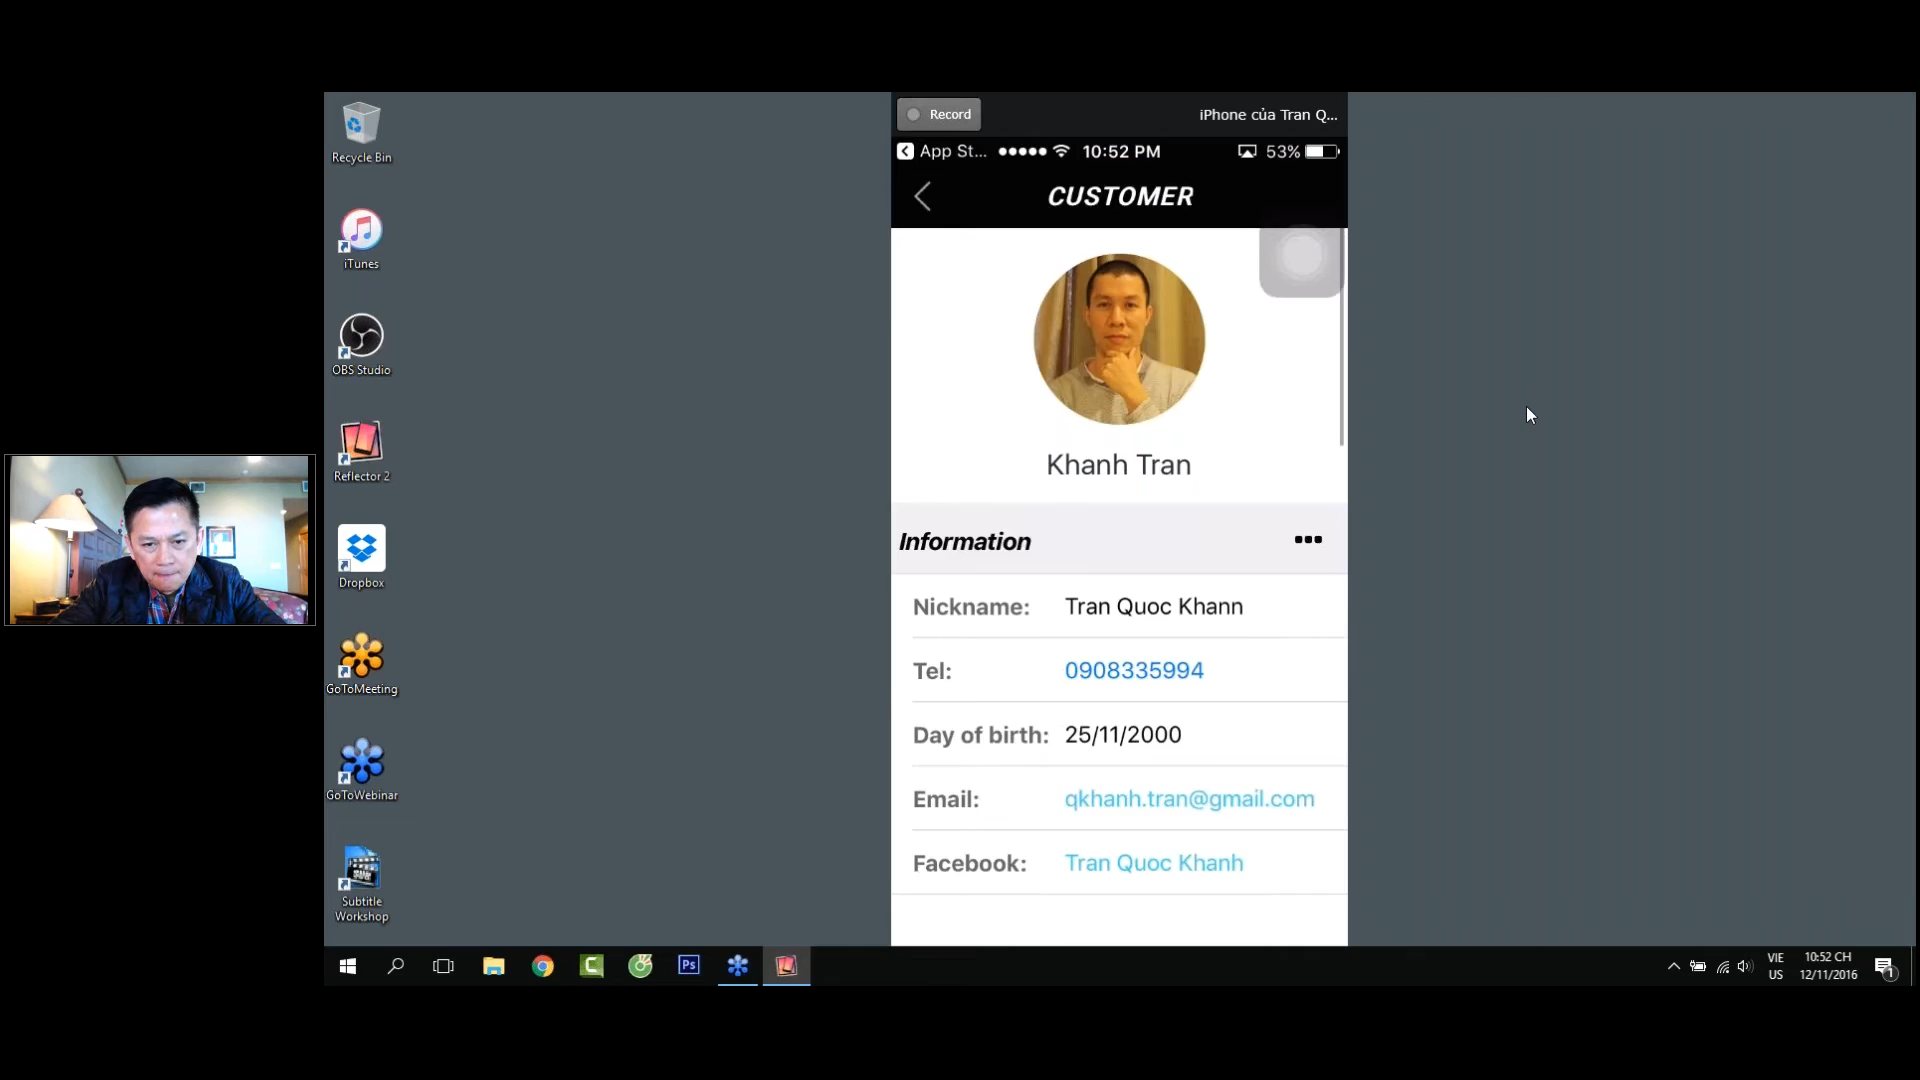 Recycle Bin
iTunes
OBS Studio
Reflector 2
Dropbox
GoToMeeting
GoToWebinar
Subtitle
Workshop
Record
iPhone của Tran Q...
App St...
10:52 PM
53%
CUSTOMER
Khanh Tran
Information
Nickname: Tran Quoc Khann
Tel: 0908335994
Day of birth: 25/11/2000
Email: qkhanh.tran@gmail.com
Facebook: Tran Quoc Khanh
Ps
VIE
US
10:52 CH
12/11/2016
1